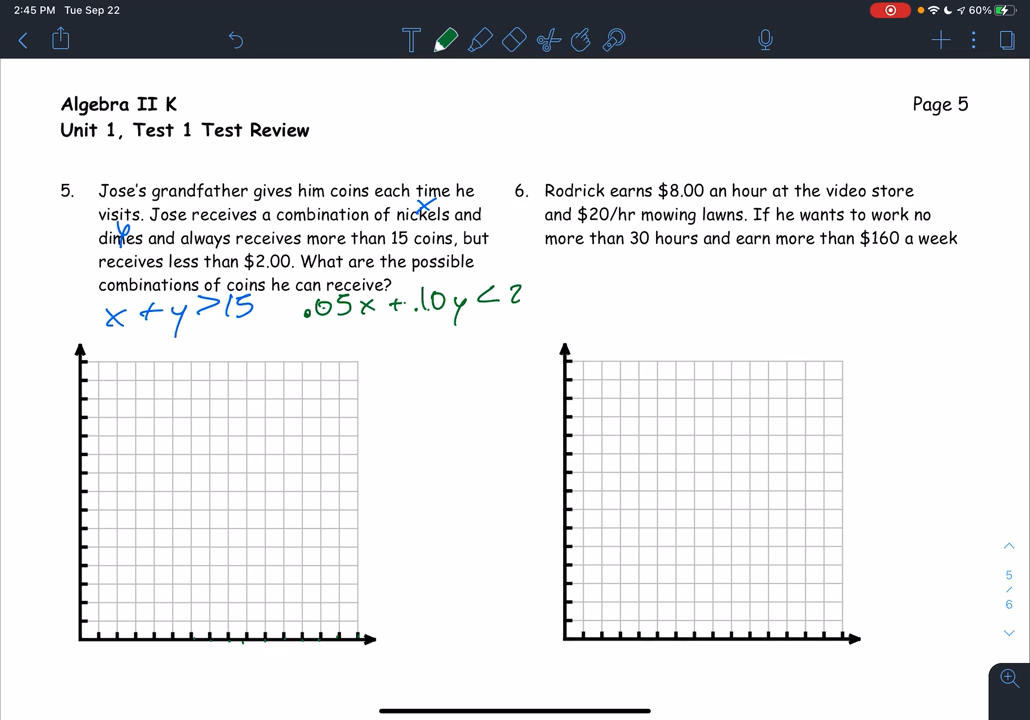 2:45 PM Tue Sep 22
60%
T
Algebra II K
Page 5
Unit 1, Test 1 Test Review
5. Jose's grandfather gives him coins each time he
visits. Jose receives a combination of nickels and
x
dimes and always receives more than 15 coins, but
y
receives less than $2.00. What are the possible
combinations of coins he can receive?
x + y > 15
.05x + .10y < 2
6. Rodrick earns $8.00 an hour at the video store
and $20/hr mowing lawns. If he wants to work no
more than 30 hours and earn more than $160 a week
5
/
6